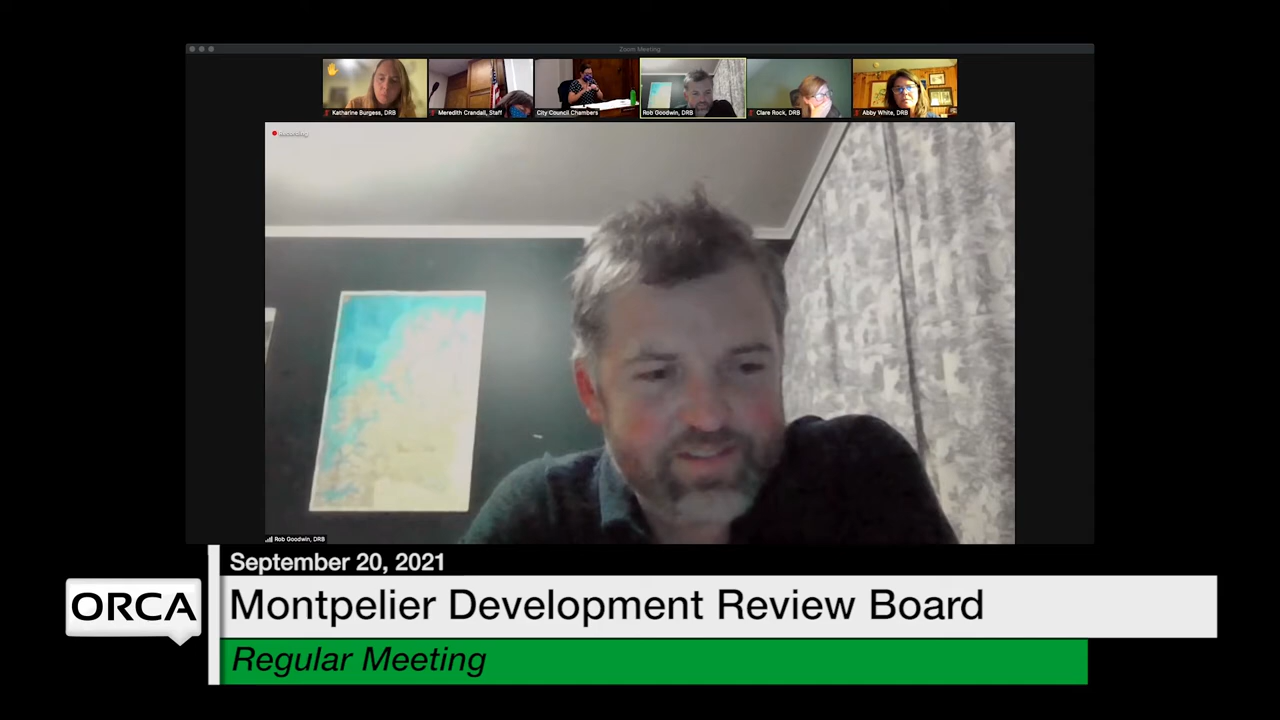 Zoom Meeting
Katharine Burgess, DRB
Meredith Crandall, Staff
City Council Chambers
Rob Goodwin, DRB
Clare Rock, DRB
Abby White, DRB
Recording
Rob Goodwin, DRB
September 20, 2021
ORCA
Montpelier Development Review Board
Regular Meeting